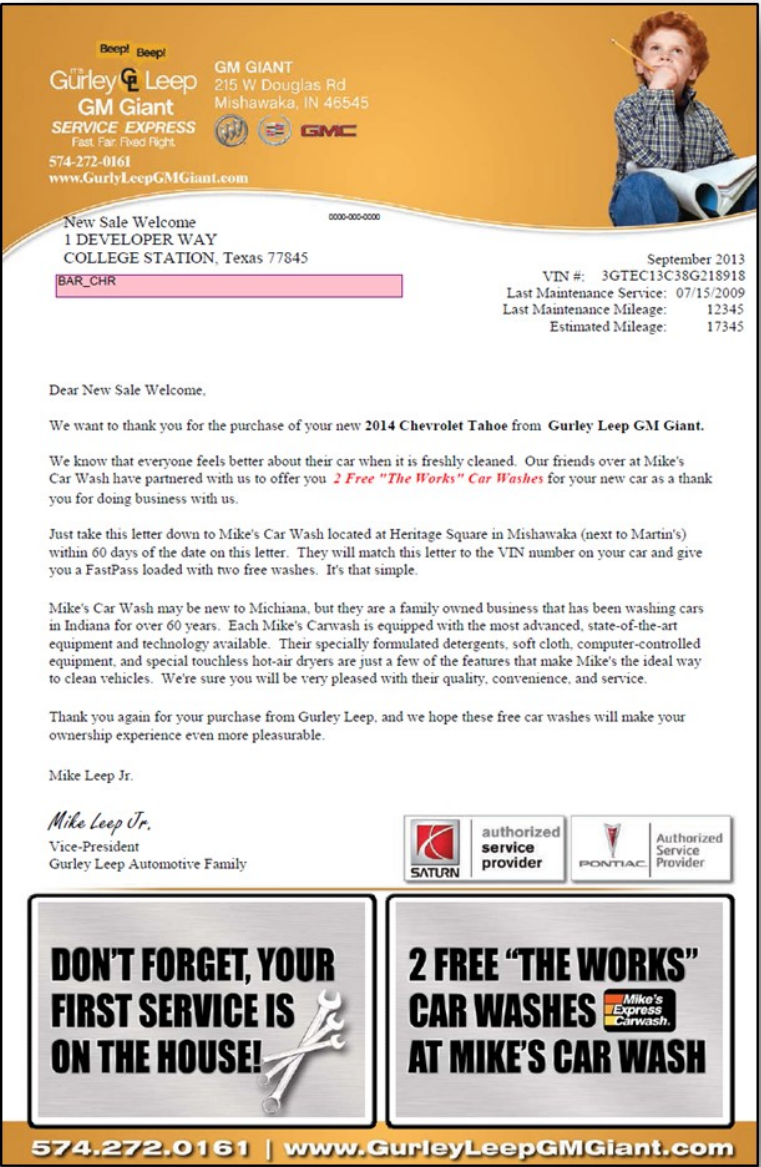 Beep! Beep!
IT'S
Gurley GL Leep
GM Giant
SERVICE EXPRESS
Fast. Fair. Fixed Right
574-272-0161
www.GurlyLeepGMGiant.com
GM GIANT
215 W Douglas Rd
Mishawaka, IN 46545
GMC
New Sale Welcome
0000-000-0000
1 DEVELOPER WAY
COLLEGE STATION, Texas 77845
BAR_CHR
September 2013
VIN #: 3GTEC13C38G218918
Last Maintenance Service: 07/15/2009
Last Maintenance Mileage: 12345
Estimated Mileage: 17345
Dear New Sale Welcome,
We want to thank you for the purchase of your new 2014 Chevrolet Tahoe from Gurley Leep GM Giant.
We know that everyone feels better about their car when it is freshly cleaned. Our friends over at Mike's
Car Wash have partnered with us to offer you 2 Free "The Works" Car Washes for your new car as a thank
you for doing business with us.
Just take this letter down to Mike's Car Wash located at Heritage Square in Mishawaka (next to Martin's)
within 60 days of the date on this letter. They will match this letter to the VIN number on your car and give
you a FastPass loaded with two free washes. It's that simple.
Mike's Car Wash may be new to Michiana, but they are a family owned business that has been washing cars
in Indiana for over 60 years. Each Mike's Carwash is equipped with the most advanced, state-of-the-art
equipment and technology available. Their specially formulated detergents, soft cloth, computer-controlled
equipment, and special touchless hot-air dryers are just a few of the features that make Mike's the ideal way
to clean vehicles. We're sure you will be very pleased with their quality, convenience, and service.
Thank you again for your purchase from Gurley Leep, and we hope these free car washes will make your
ownership experience even more pleasurable.
Mike Leep Jr.
Mike Leep Jr.
Vice-President
Gurley Leep Automotive Family
SATURN
authorized
service
provider
PONTIAC
Authorized
Service
Provider
DON'T FORGET, YOUR
FIRST SERVICE IS
ON THE HOUSE!
2 FREE "THE WORKS"
CAR WASHES
Mike's
Express
Carwash.
AT MIKE'S CAR WASH
574.272.0161 | www.GurleyLeepGMGiant.com